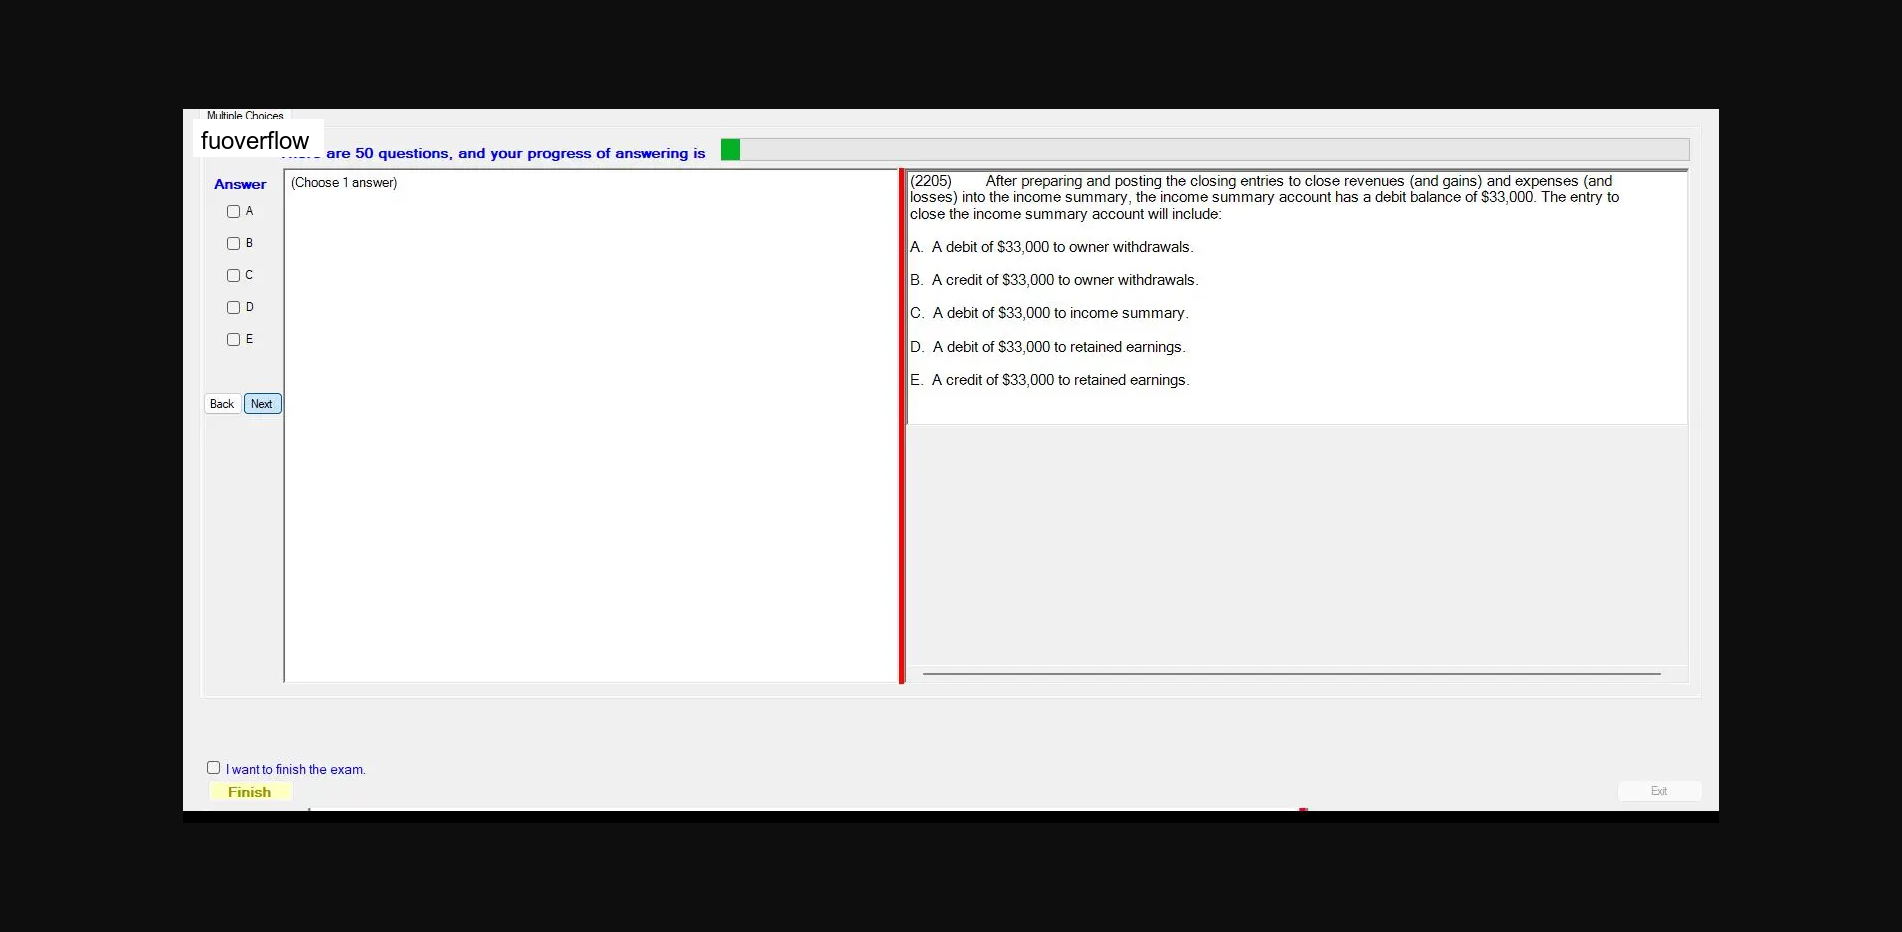 Multiple Choices
fuoverflow
are 50 questions, and your progress of answering is
Answer
(Choose 1 answer)
A
B
C
D
E
Back
Next
(2205) After preparing and posting the closing entries to close revenues (and gains) and expenses (and
losses) into the income summary, the income summary account has a debit balance of $33,000. The entry to
close the income summary account will include:
A. A debit of $33,000 to owner withdrawals.
B. A credit of $33,000 to owner withdrawals.
C. A debit of $33,000 to income summary.
D. A debit of $33,000 to retained earnings.
E. A credit of $33,000 to retained earnings.
I want to finish the exam.
Finish
Exit